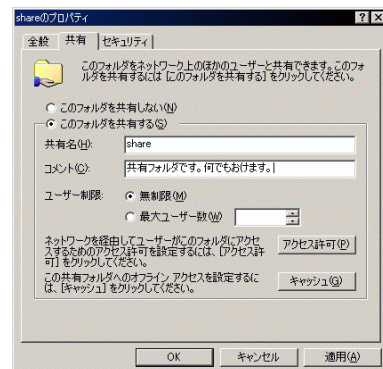 shareのプロパティ
全般 共有 セキュリティ
このフォルダをネットワーク上のほかのユーザーと共有できます。このフォ
ルダを共有するには [このフォルダを共有する] をクリックしてください。
このフォルダを共有しない(N)
このフォルダを共有する(S)
共有名(H): share
コメント(C): 共有フォルダです。何でもおけます。
ユーザー制限: 無制限(M)
最大ユーザー数(W)
ネットワークを経由してユーザーがこのフォルダにアクセ
スするためのアクセス許可を設定するには、[アクセス許
可] をクリックしてください。
アクセス許可(P)
この共有フォルダへのオフライン アクセスを設定するに
は、[キャッシュ] をクリックしてください。
キャッシュ(G)
OK キャンセル 適用(A)